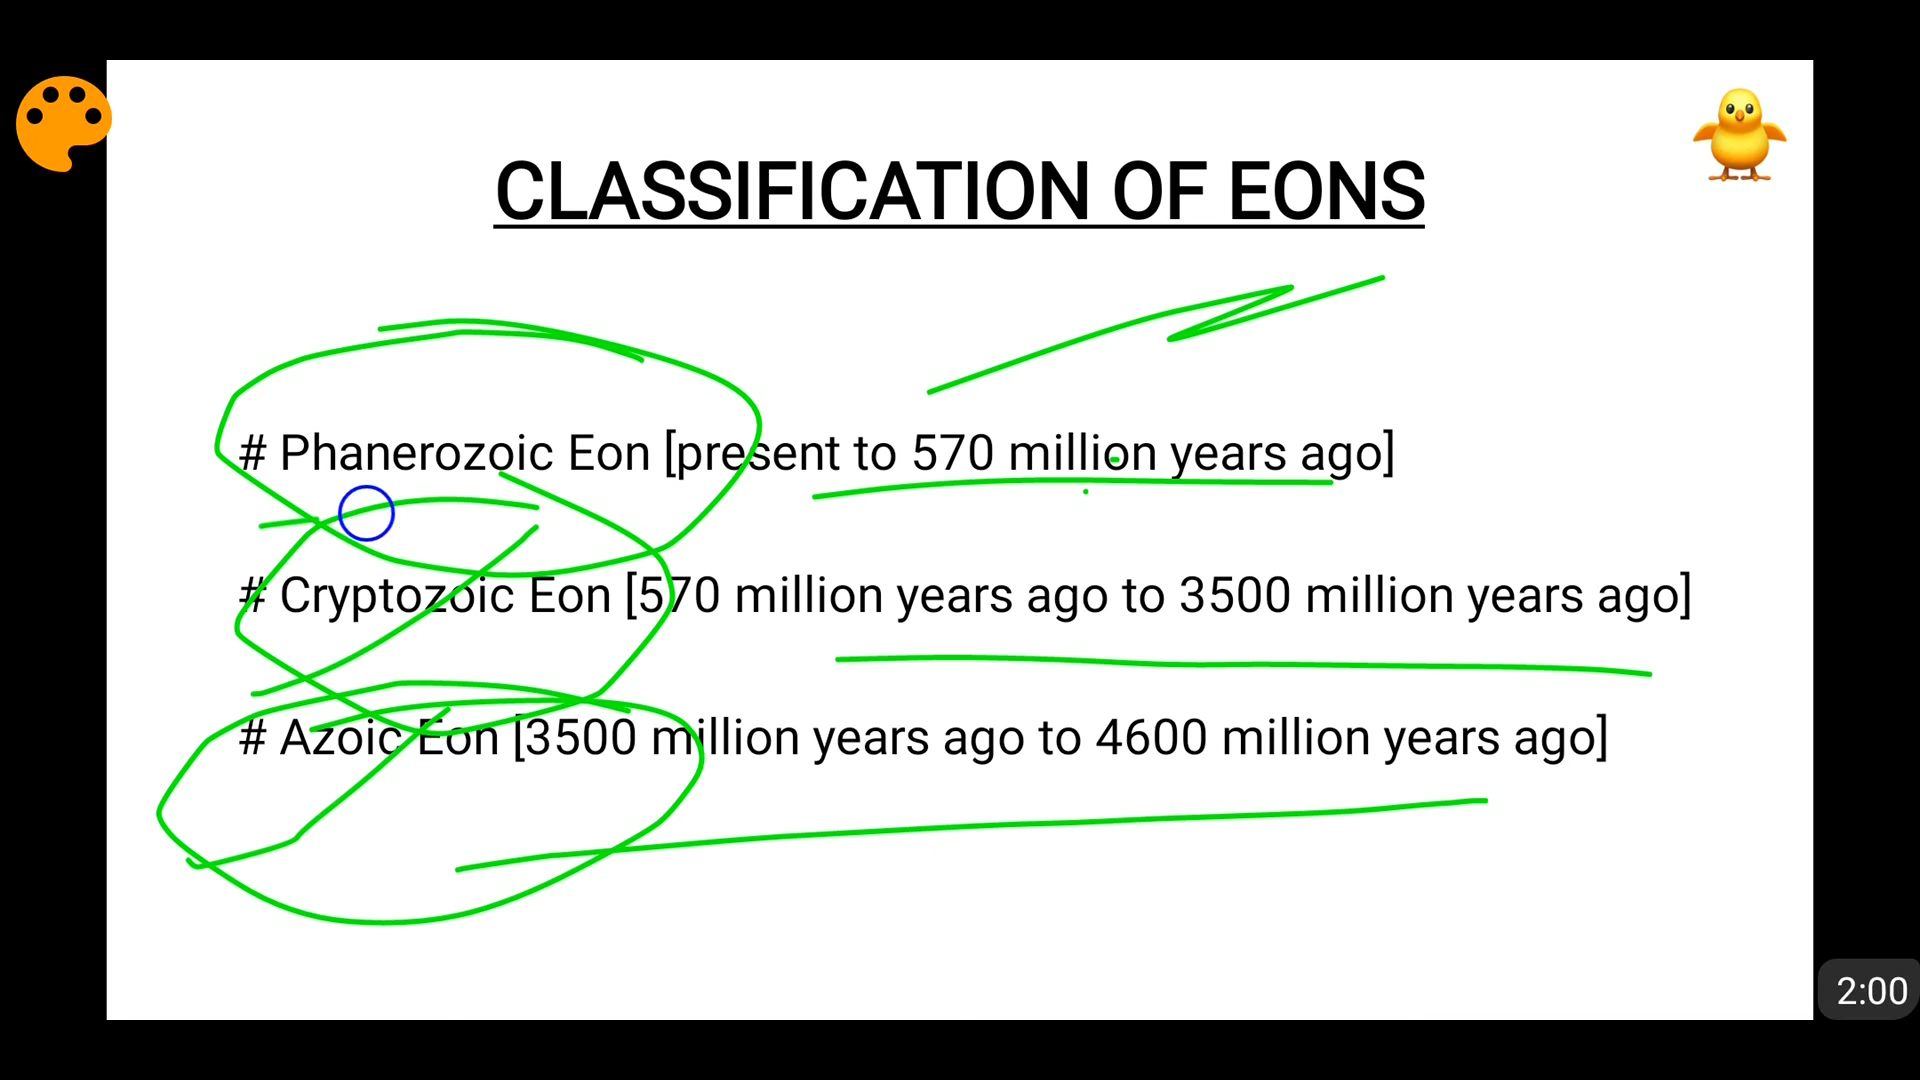 CLASSIFICATION OF EONS
# Phanerozoic Eon [present to 570 million years ago]
# Cryptozoic Eon [570 million years ago to 3500 million years ago]
# Azoic Eon [3500 million years ago to 4600 million years ago]
2:00